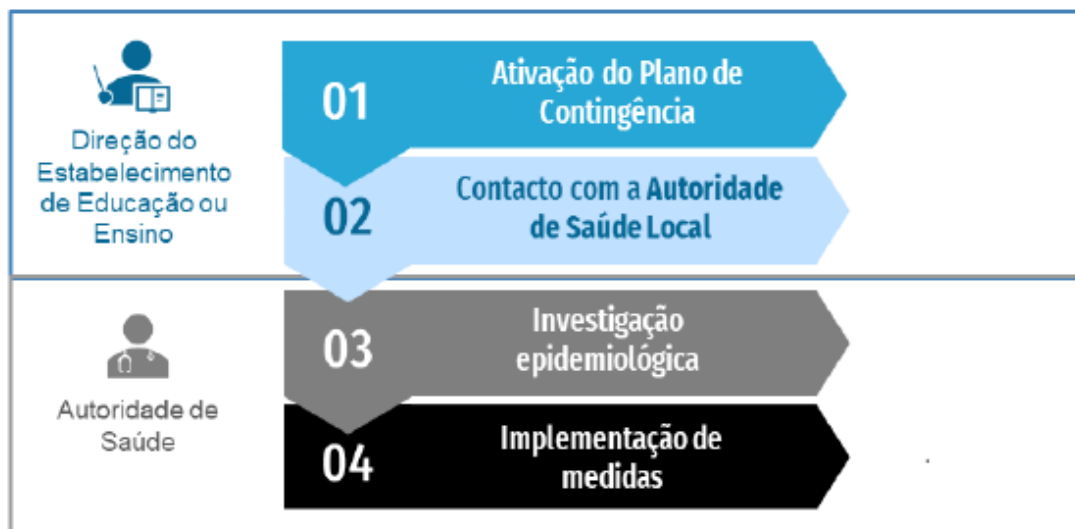 Direção do
Estabelecimento
de Educação ou
Ensino
01
Ativação do Plano de
Contingência
02
Contacto com a Autoridade
de Saúde Local
Autoridade de
Saúde
03
Investigação
epidemiológica
04
Implementação de
medidas
.